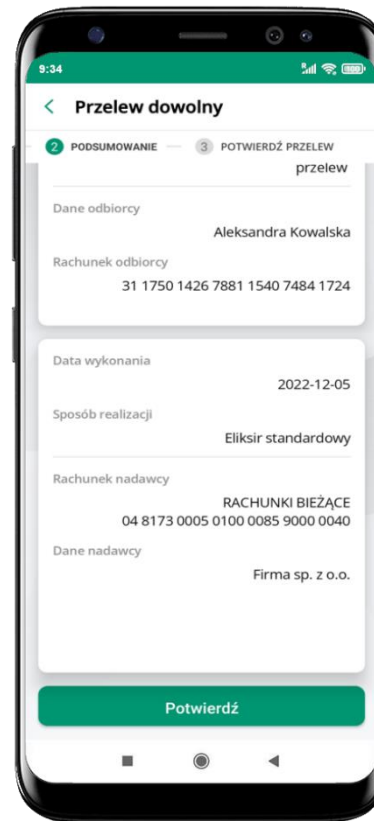 9:34
Przelew dowolny
2 PODSUMOWANIE 3 POTWIERDŹ PRZELEW
przelew
Dane odbiorcy
Aleksandra Kowalska
Rachunek odbiorcy
31 1750 1426 7881 1540 7484 1724
Data wykonania
2022-12-05
Sposób realizacji
Eliksir standardowy
Rachunek nadawcy
RACHUNKI BIEŻĄCE
04 8173 0005 0100 0085 9000 0040
Dane nadawcy
Firma sp. z o.o.
Potwierdź